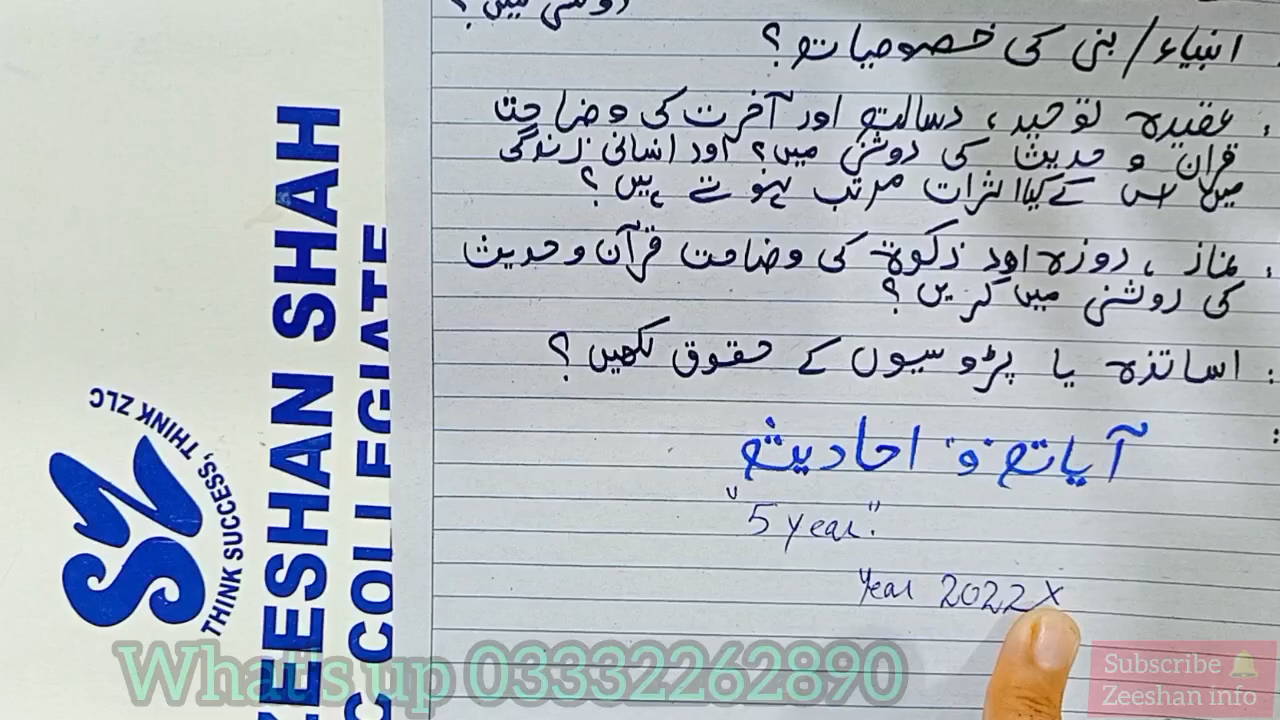 انبیاء / نبی کی خصوصیات ؟
عقیدہ توحید ، رسالت اور آخرت کی وضاحت
قرآن و حدیث کی روشنی میں ؟ اور انسانی زندگی
میں اس کے کیا اثرات مرتب ہوتے ہیں ؟
نماز ، روزہ اور زکوۃ کی وضاحت قرآن و حدیث
کی روشنی میں کریں ؟
اساتذہ یا پڑوسیوں کے حقوق لکھیں ؟
آیات و احادیث
"5 year".
Year 2022 X
ZEESHAN SHAH
C COLLEGIATE
SZ
THINK SUCCESS, THINK ZLC
What's up 03332262890
Subscribe
Zeeshan info